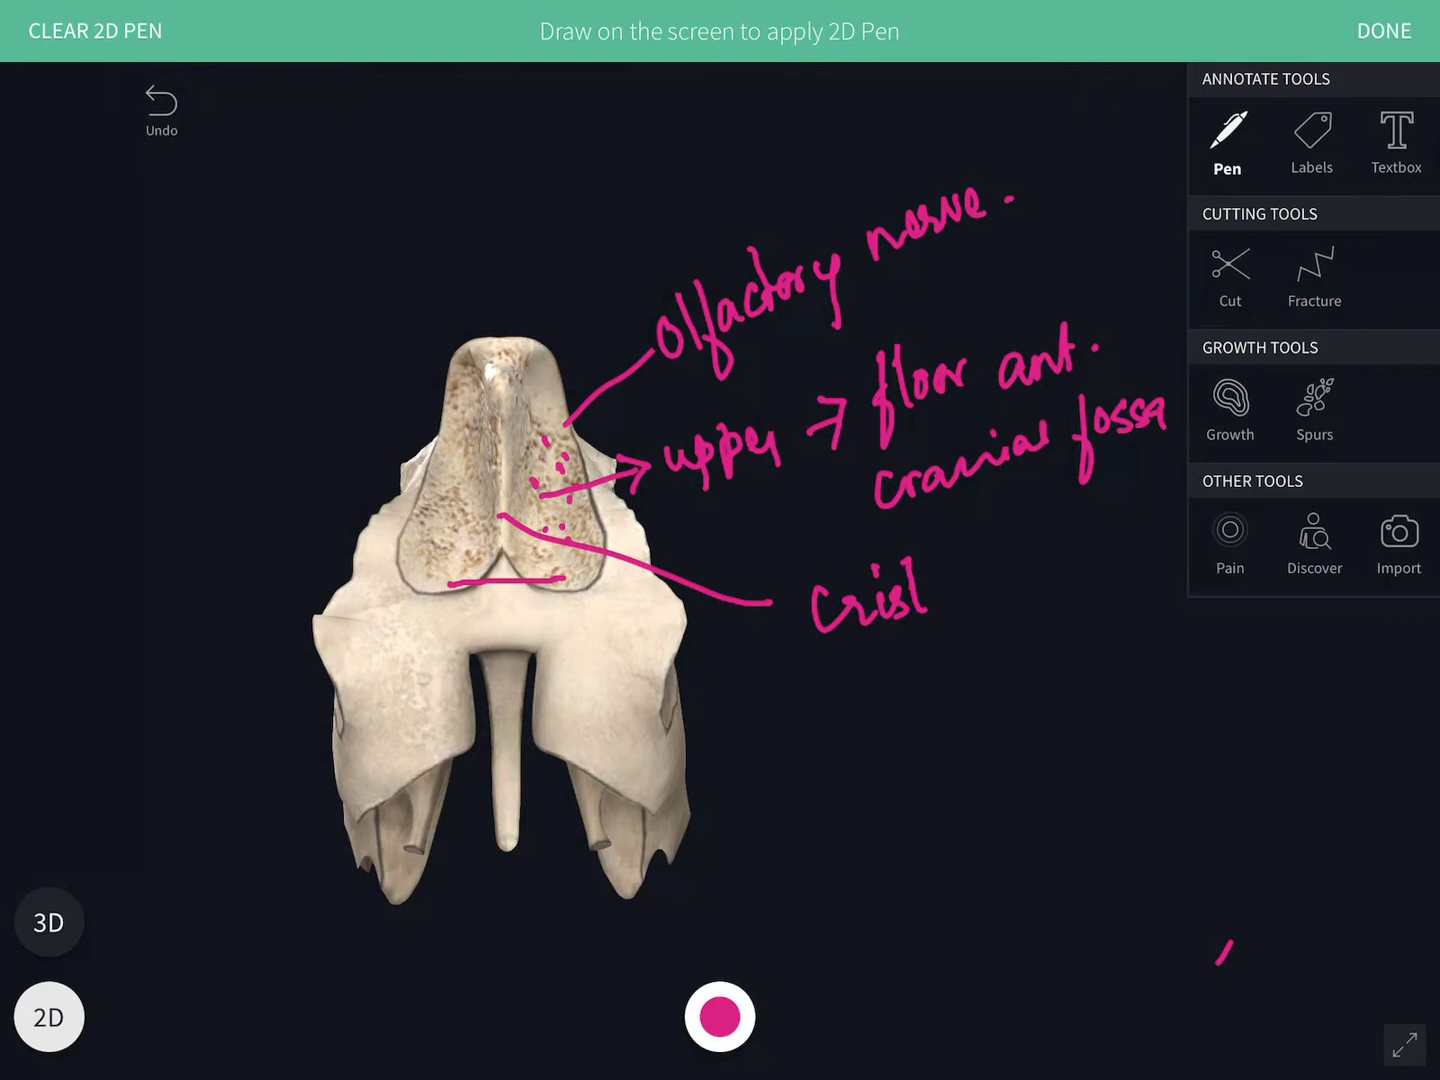 CLEAR 2D PEN
Draw on the screen to apply 2D Pen
DONE
Undo
ANNOTATE TOOLS
Pen
Labels
Textbox
CUTTING TOOLS
Cut
Fracture
GROWTH TOOLS
Growth
Spurs
OTHER TOOLS
Pain
Discover
Import
Olfactory nerve.
upper → floor ant.
cranial fossa
Crisl
3D
2D